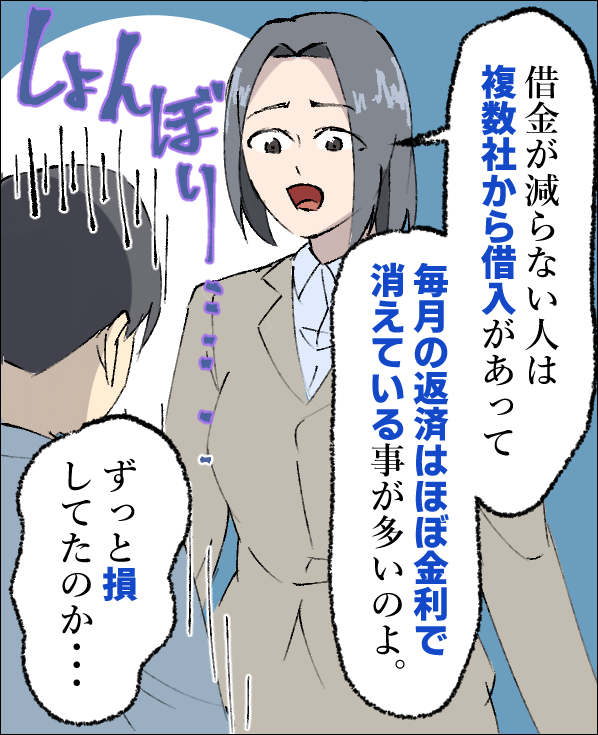 借金が減らない人は
複数社から借入があって
毎月の返済はほぼ金利で
消えている事が多いのよ。
しょんぼり……
ずっと損
してたのか・・・